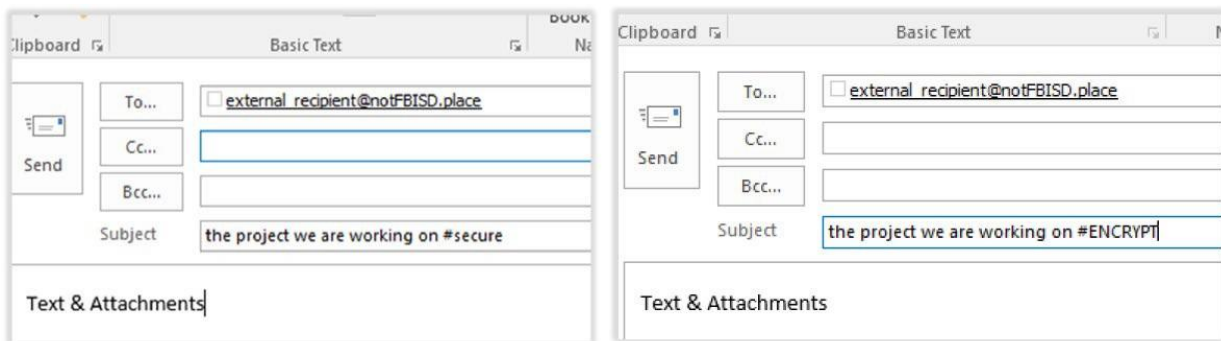 BOOK
Clipboard
Basic Text
Na
To...
external_recipient@notFBISD.place
Cc...
Send
Bcc...
Subject
the project we are working on #secure
Text & Attachments
Clipboard
Basic Text
To...
external_recipient@notFBISD.place
Cc...
Send
Bcc...
Subject
the project we are working on #ENCRYPT
Text & Attachments